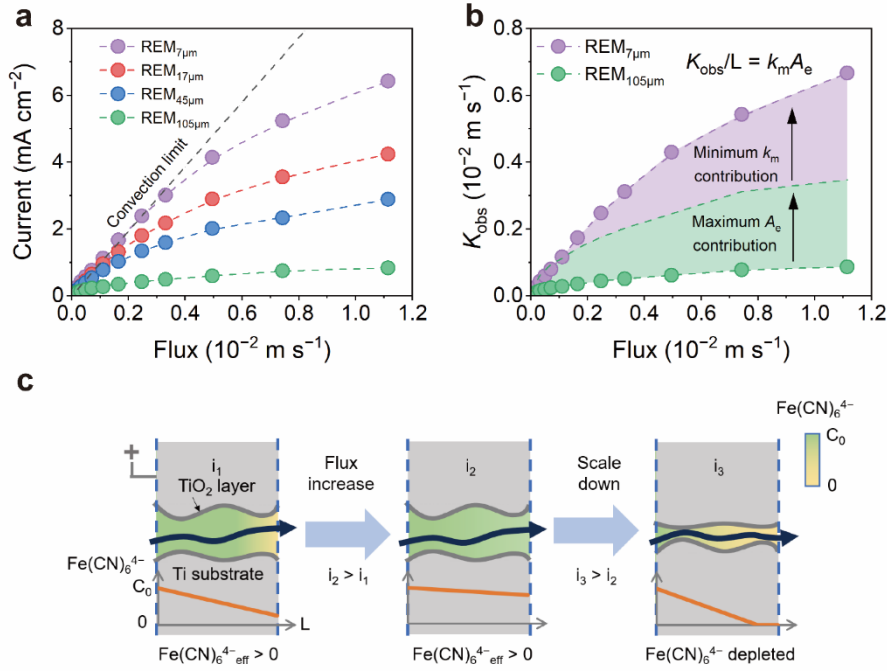 a
Current (mA cm⁻²)
8
6
4
2
0
REM7μm
REM17μm
REM45μm
REM105μm
Convection limit
0.0 0.2 0.4 0.6 0.8 1.0 1.2
Flux (10⁻² m s⁻¹)
b
Kobs (10⁻² m s⁻¹)
0.8
0.6
0.4
0.2
0.0
REM7μm
REM105μm
Kobs/L = kmAe
Minimum km
contribution
Maximum Ae
contribution
0.0 0.2 0.4 0.6 0.8 1.0 1.2
Flux (10⁻² m s⁻¹)
c
Fe(CN)₆⁴⁻
C₀
0
+
i₁
TiO₂ layer
Ti substrate
Fe(CN)₆⁴⁻
C₀
0
L
Fe(CN)₆⁴⁻eff > 0
Flux
increase
i₂ > i₁
i₂
Fe(CN)₆⁴⁻eff > 0
Scale
down
i₃ > i₂
i₃
Fe(CN)₆⁴⁻ depleted